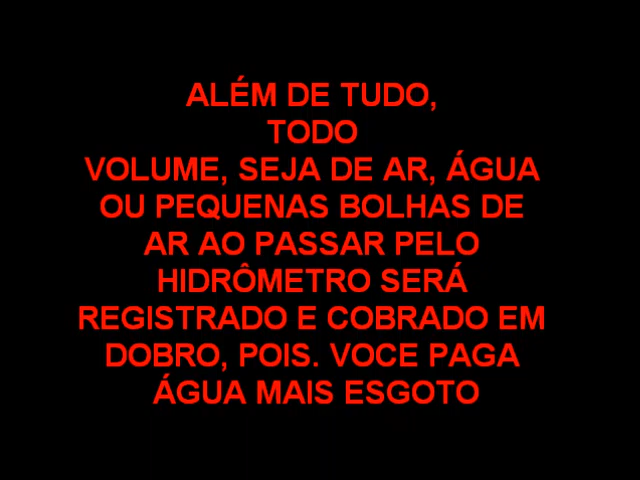 ALÉM DE TUDO,
TODO
VOLUME, SEJA DE AR, ÁGUA
OU PEQUENAS BOLHAS DE
AR AO PASSAR PELO
HIDRÔMETRO SERÁ
REGISTRADO E COBRADO EM
DOBRO, POIS. VOCE PAGA
ÁGUA MAIS ESGOTO